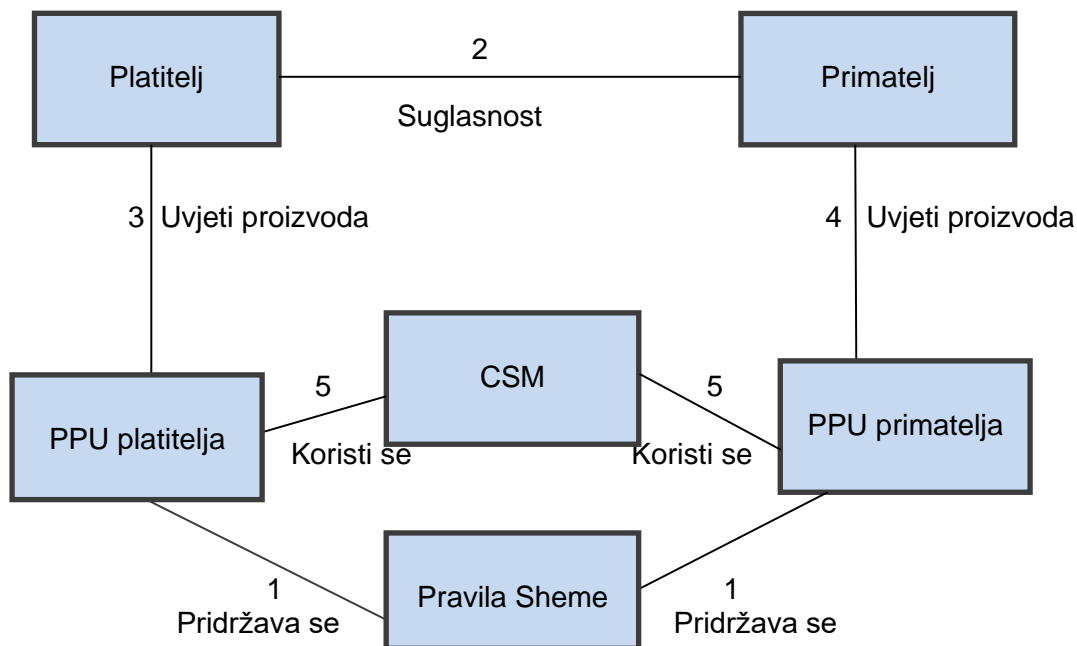 Platitelj
2
Primatelj
Suglasnost
3 Uvjeti proizvoda
4 Uvjeti proizvoda
CSM
5
5
PPU platitelja
PPU primatelja
Koristi se
Koristi se
Pravila Sheme
1
1
Pridržava se
Pridržava se